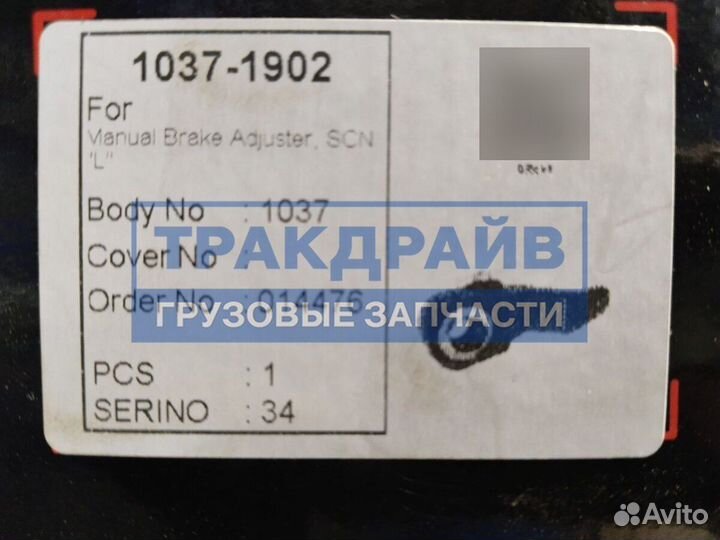 1037-1902
For
Manual Brake Adjuster, SCN
"L"
Body No : 1037
Cover No :
Order No : 014476
PCS : 1
SERINO : 34
ТРАКДРАЙВ
ГРУЗОВЫЕ ЗАПЧАСТИ
Avito